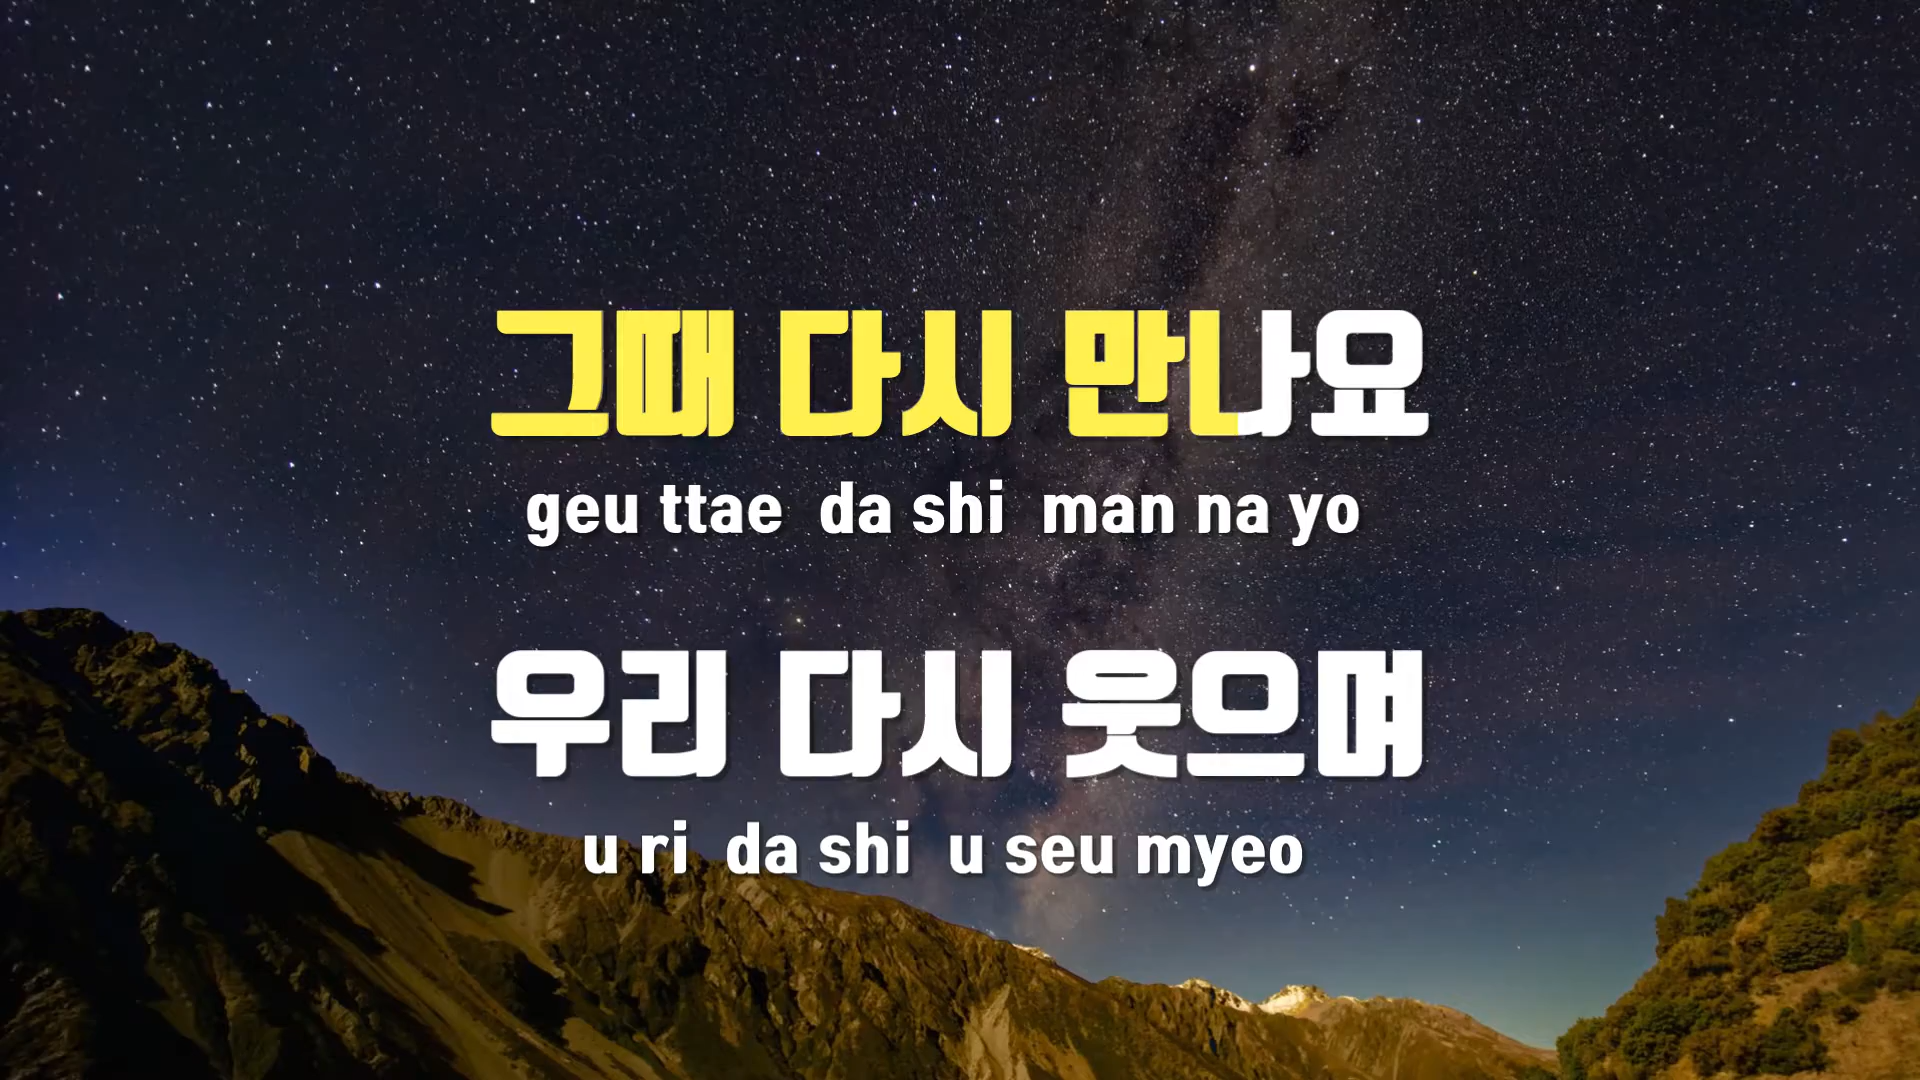 그때 다시 만나요
geu ttae da shi man na yo
우리 다시 웃으며
u ri da shi u seu myeo